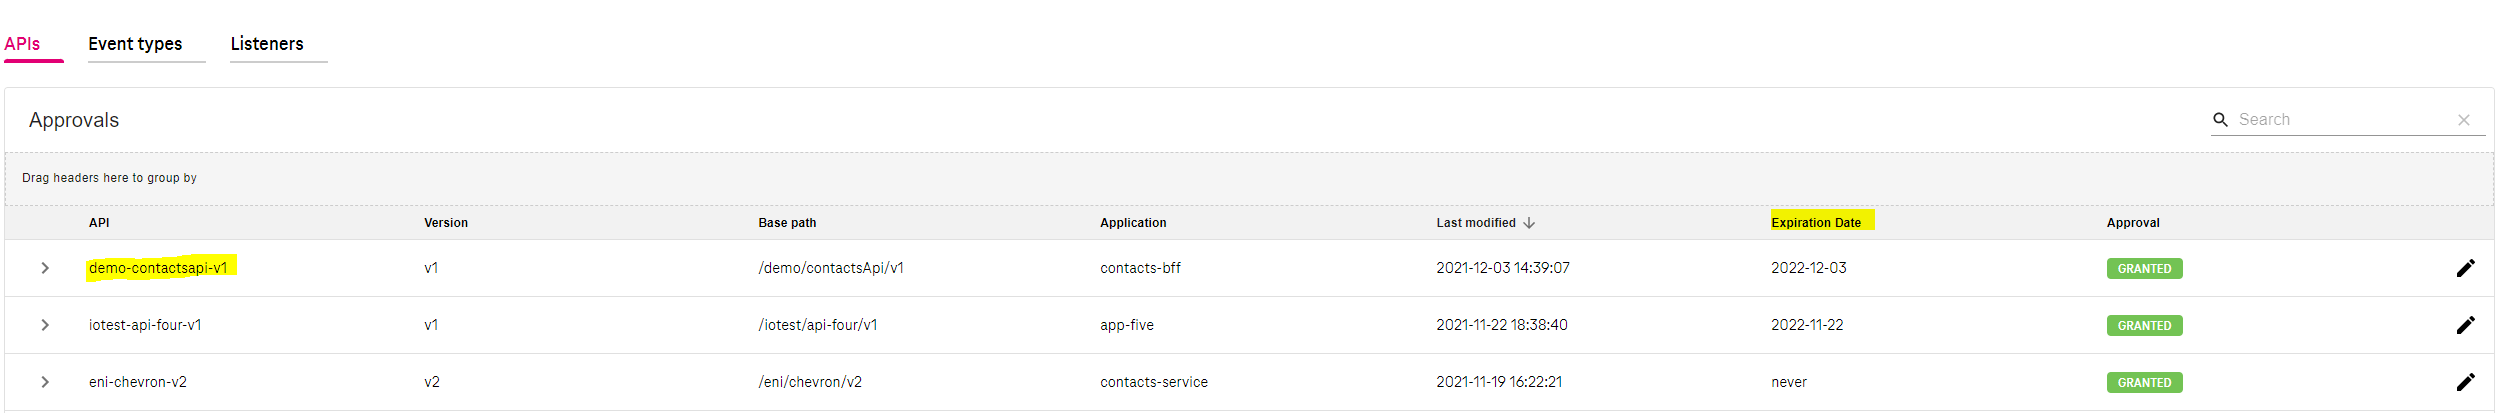 APIs Event types Listeners
Approvals Search
Drag headers here to group by
API Version Base path Application Last modified Expiration Date Approval
demo-contactsapi-v1 v1 /demo/contactsApi/v1 contacts-bff 2021-12-03 14:39:07 2022-12-03 GRANTED
iotest-api-four-v1 v1 /iotest/api-four/v1 app-five 2021-11-22 18:38:40 2022-11-22 GRANTED
eni-chevron-v2 v2 /eni/chevron/v2 contacts-service 2021-11-19 16:22:21 never GRANTED